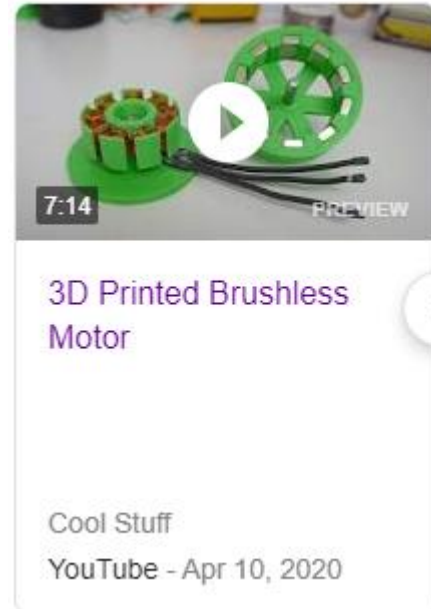 7:14
PREVIEW
3D Printed Brushless
Motor
Cool Stuff
YouTube - Apr 10, 2020